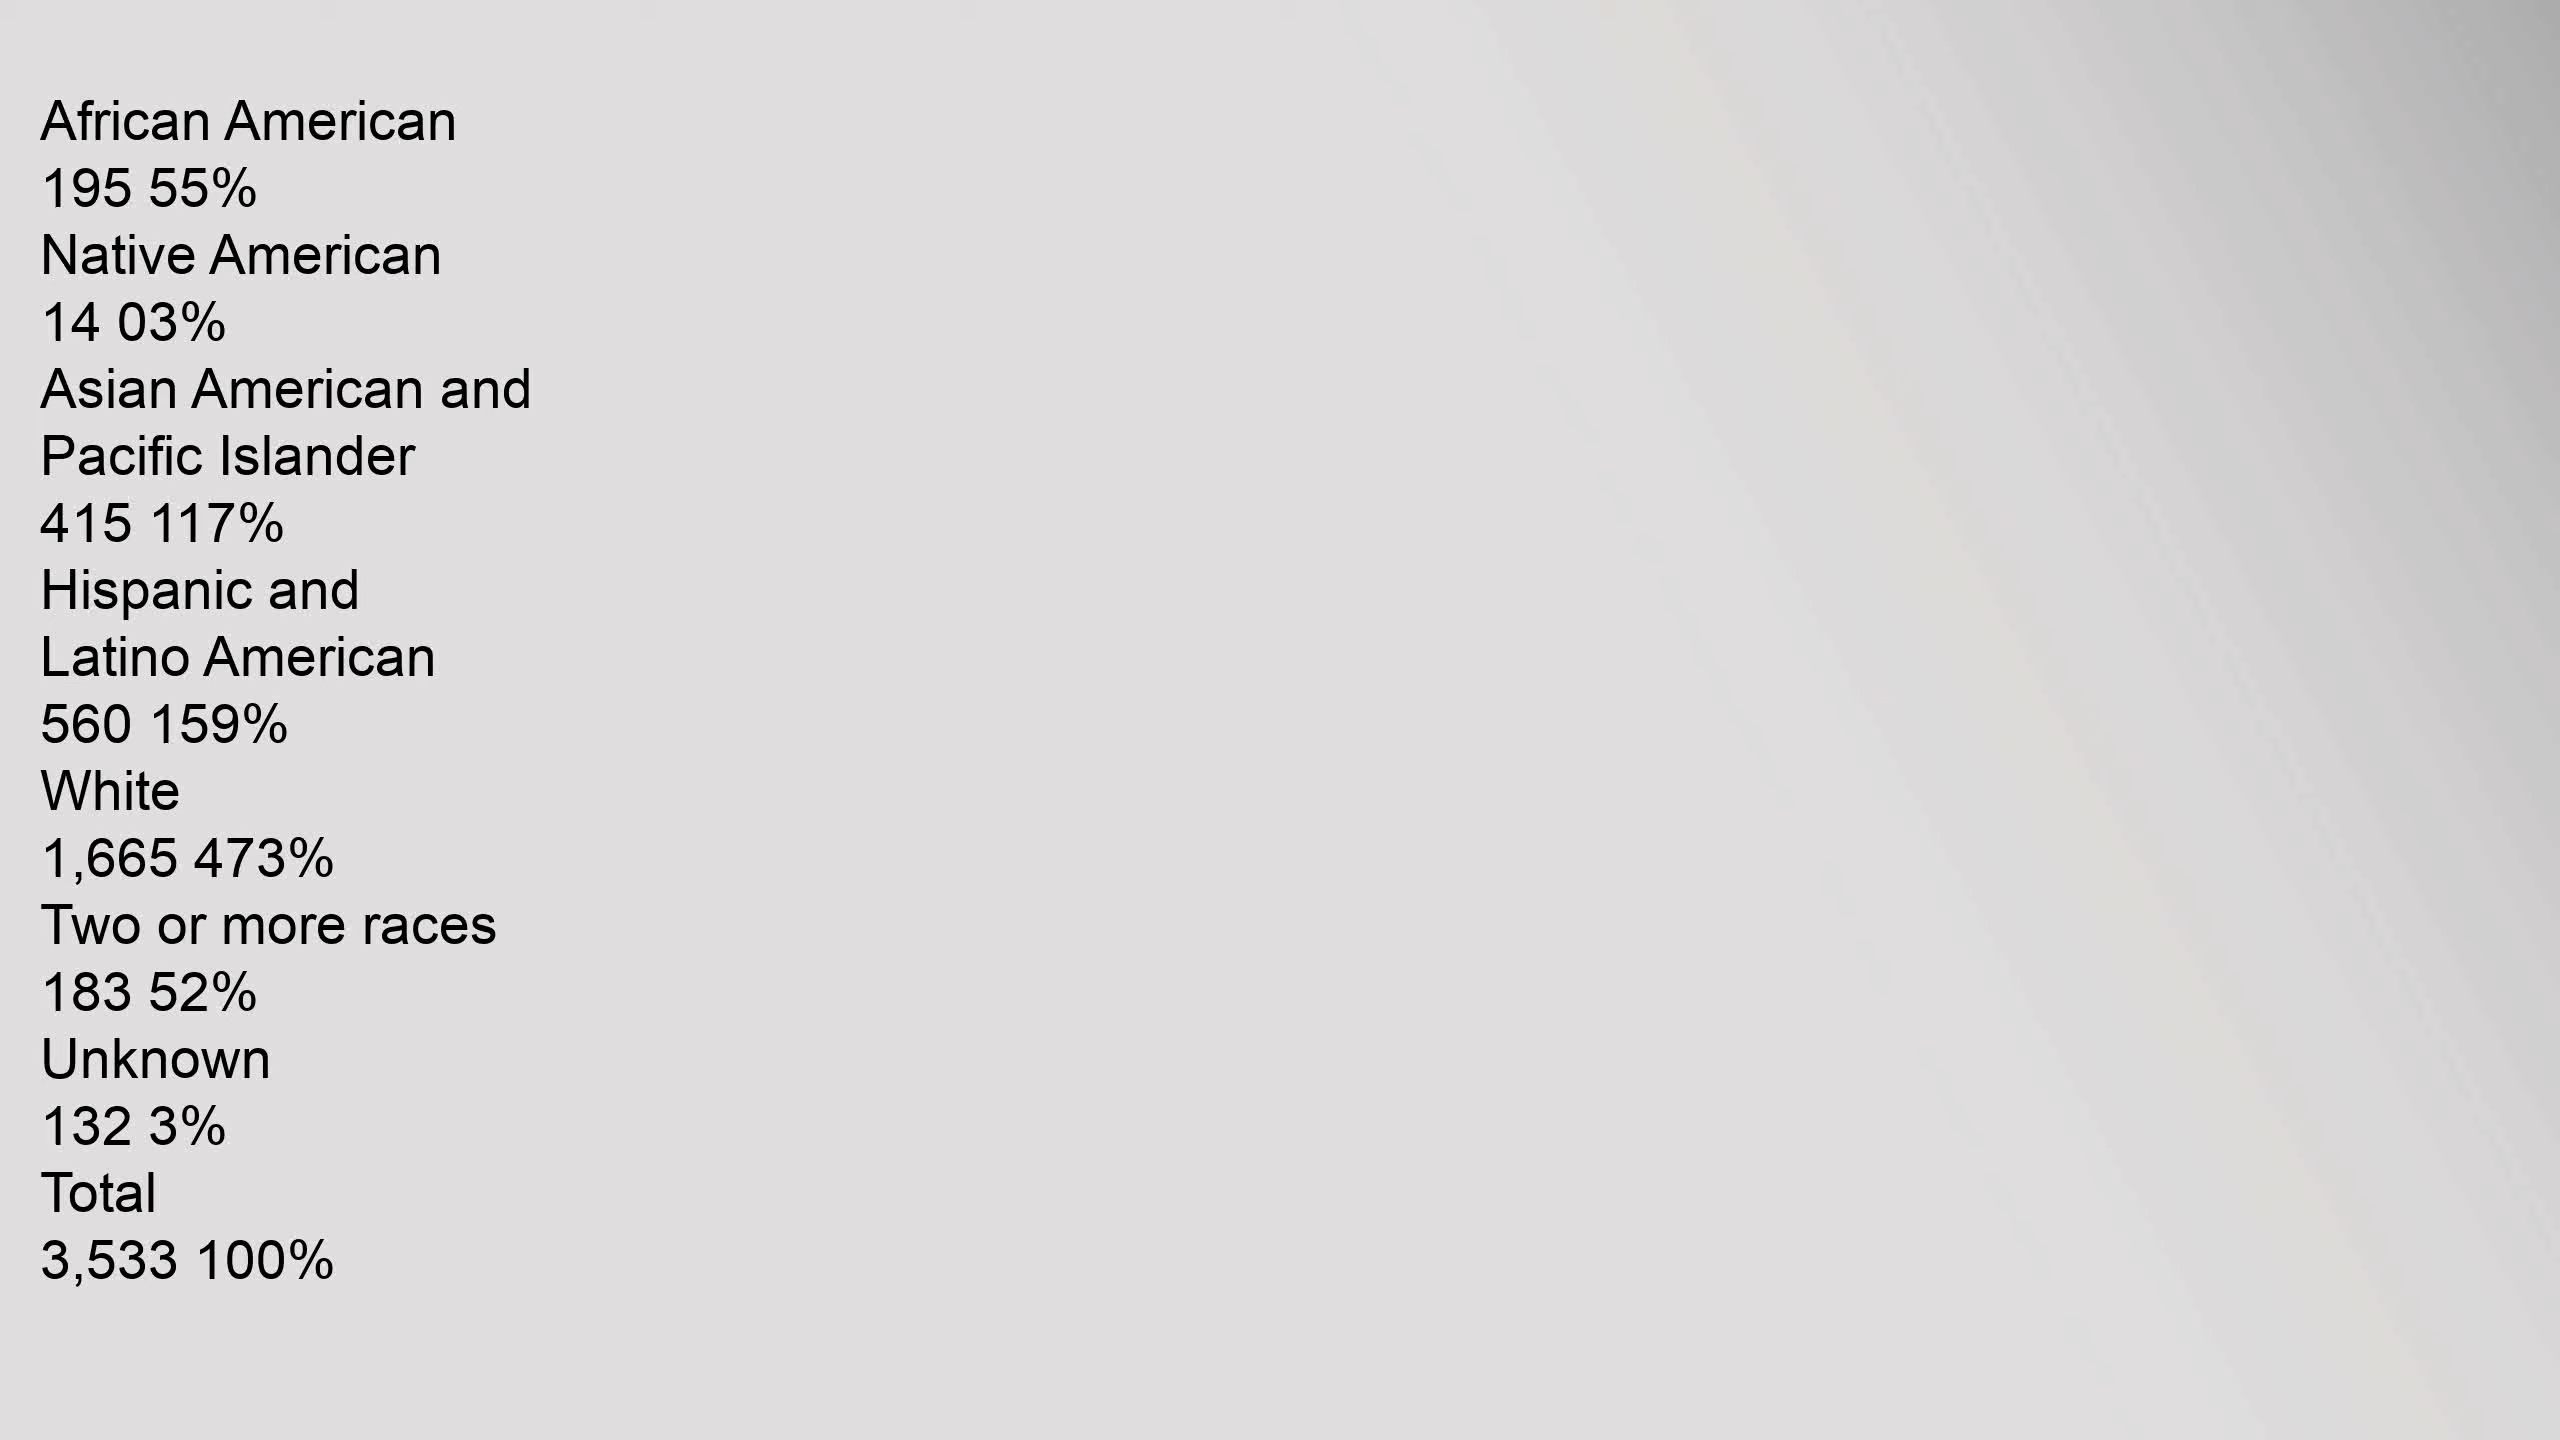 African American
195 55%
Native American
14 03%
Asian American and
Pacific Islander
415 117%
Hispanic and
Latino American
560 159%
White
1,665 473%
Two or more races
183 52%
Unknown
132 3%
Total
3,533 100%